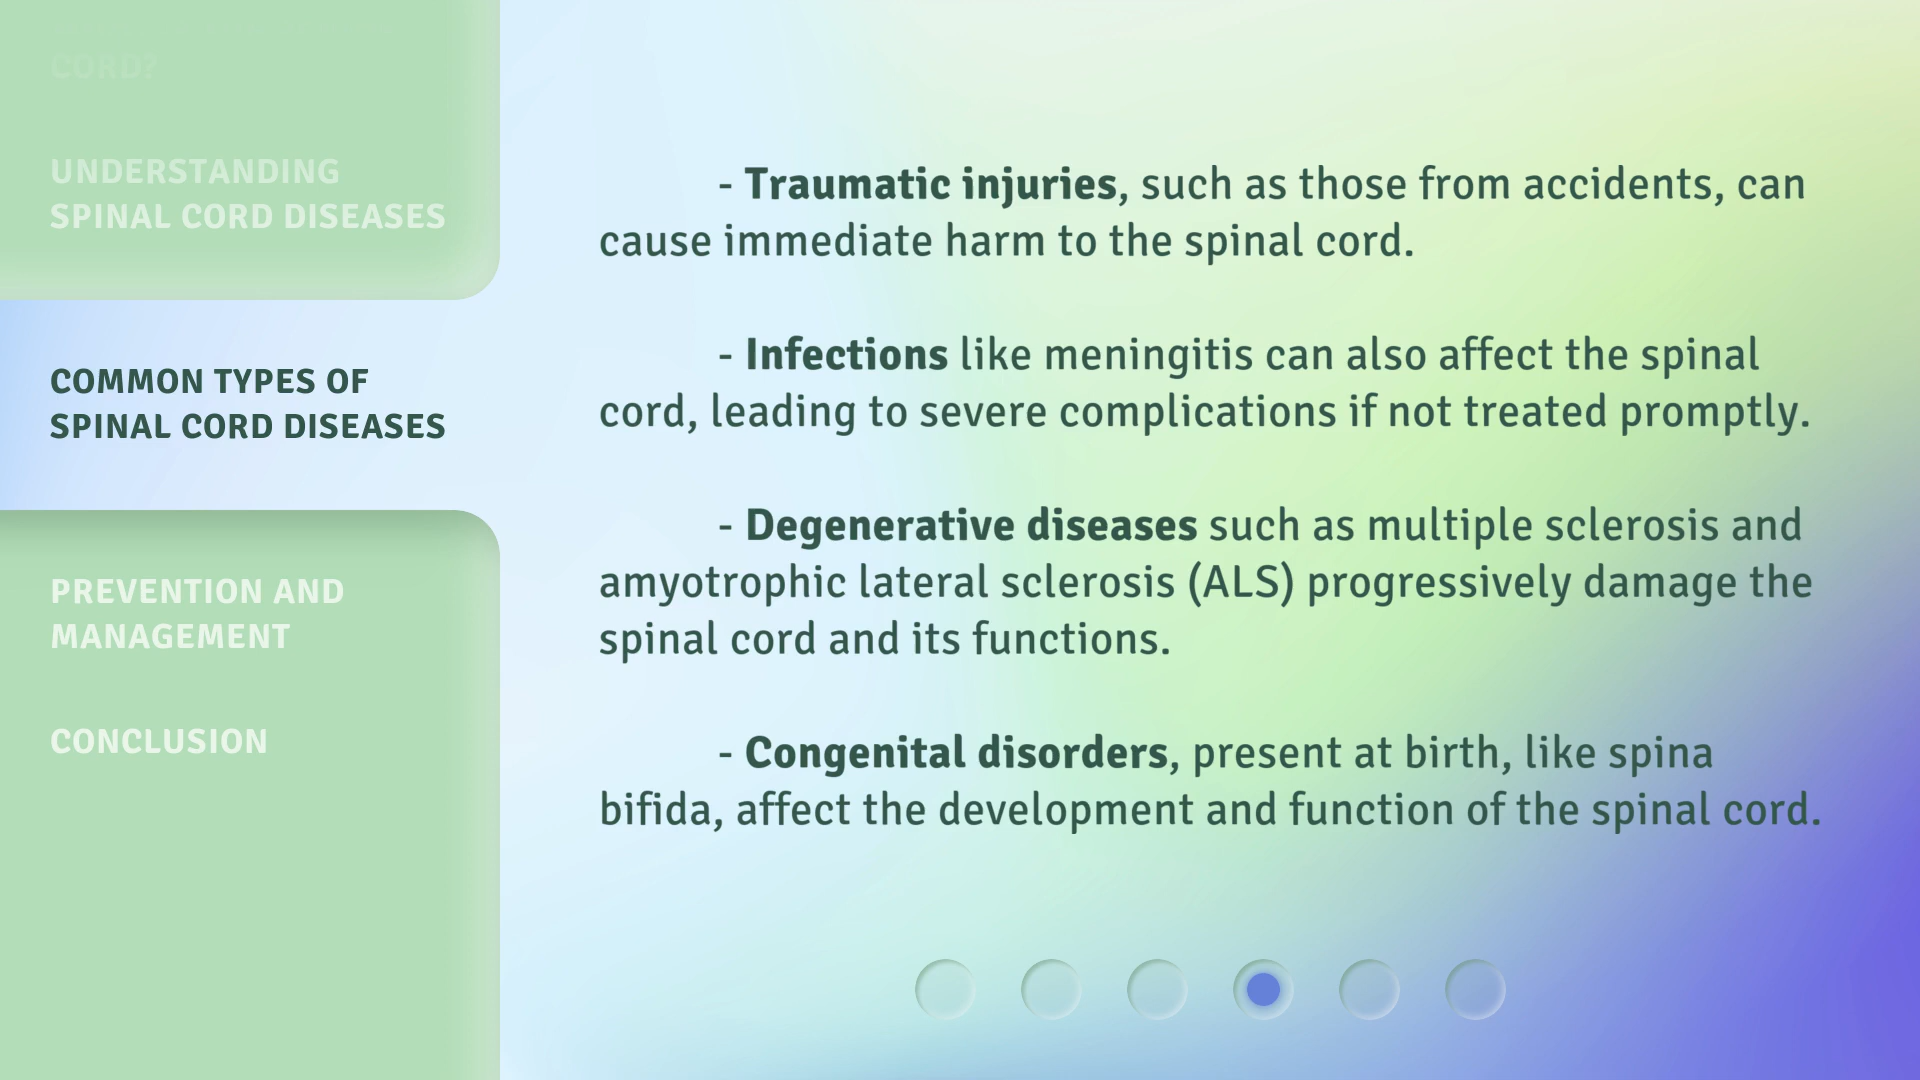 CORD?
UNDERSTANDING
SPINAL CORD DISEASES
COMMON TYPES OF
SPINAL CORD DISEASES
PREVENTION AND
MANAGEMENT
CONCLUSION
- Traumatic injuries, such as those from accidents, can
cause immediate harm to the spinal cord.
- Infections like meningitis can also affect the spinal
cord, leading to severe complications if not treated promptly.
- Degenerative diseases such as multiple sclerosis and
amyotrophic lateral sclerosis (ALS) progressively damage the
spinal cord and its functions.
- Congenital disorders, present at birth, like spina
bifida, affect the development and function of the spinal cord.